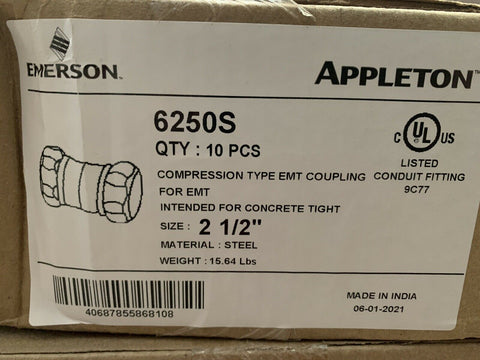 EMERSON
APPLETON™
6250S
QTY : 10 PCS
C UL US
LISTED
CONDUIT FITTING
9C77
COMPRESSION TYPE EMT COUPLING
FOR EMT
INTENDED FOR CONCRETE TIGHT
SIZE : 2 1/2"
MATERIAL : STEEL
WEIGHT : 15.64 Lbs
40687855868108
MADE IN INDIA
06-01-2021